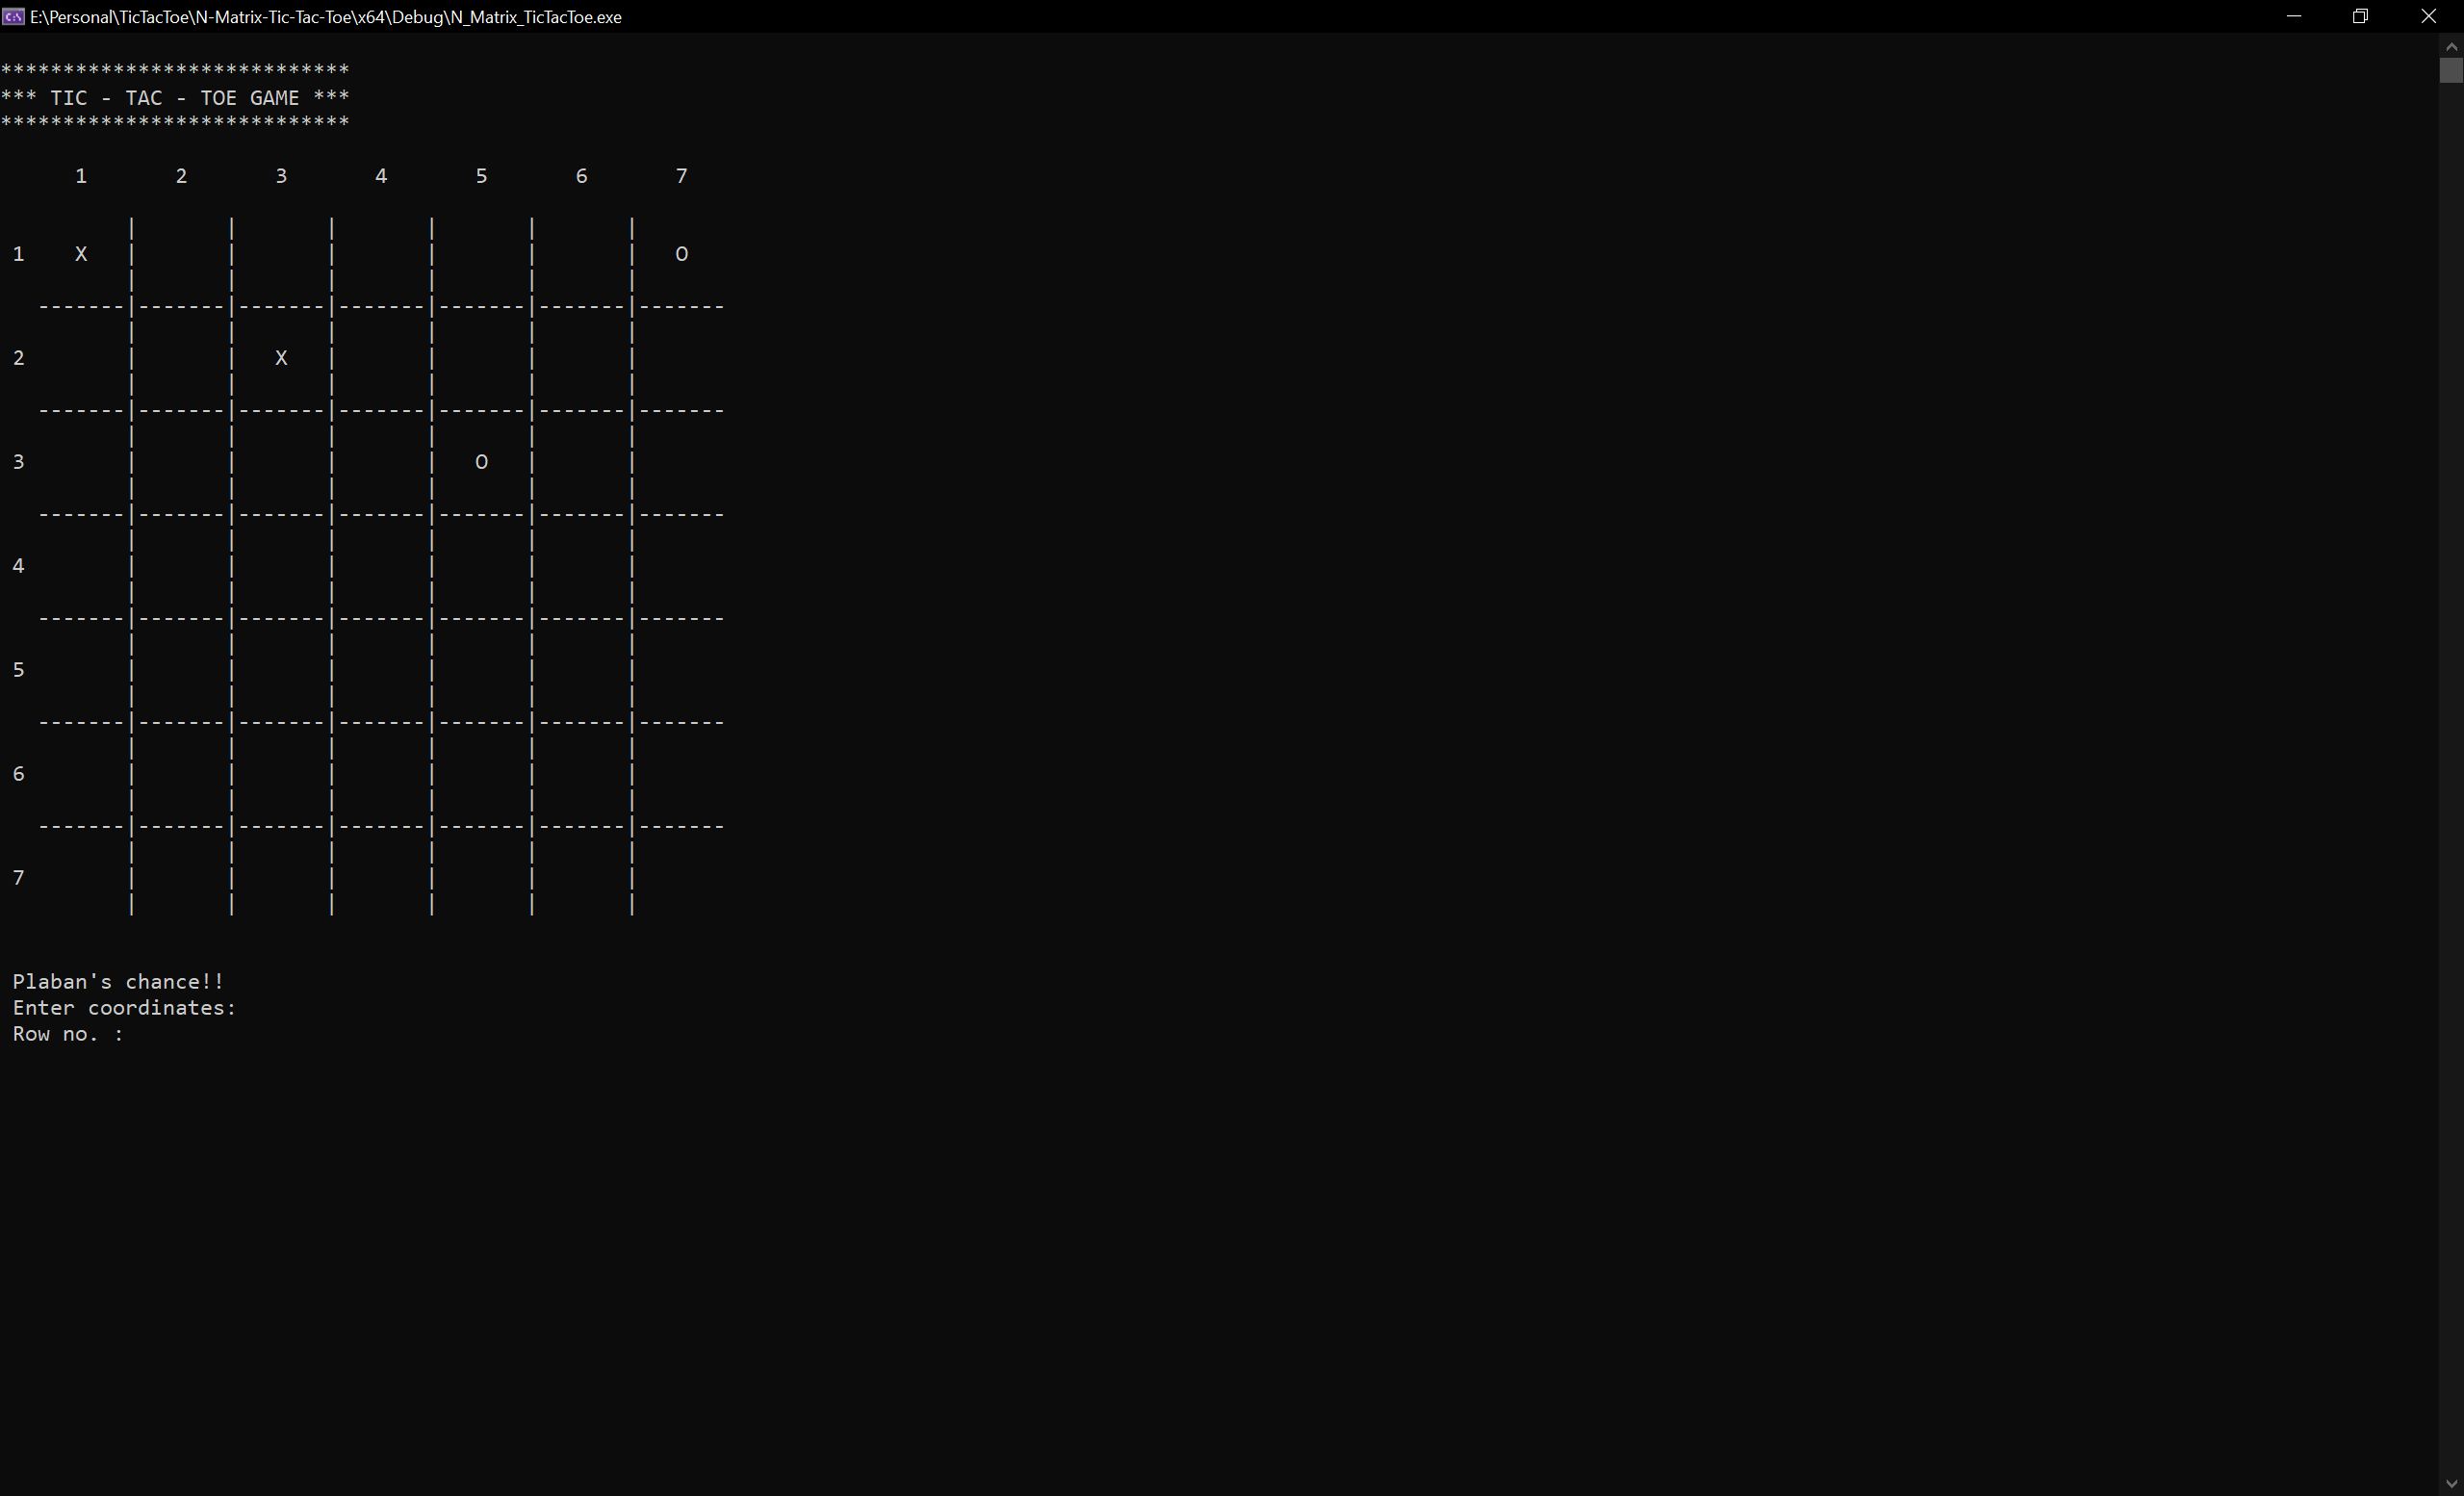 E:\Personal\TicTacToe\N-Matrix-Tic-Tac-Toe\x64\Debug\N_Matrix_TicTacToe.exe
****************************
*** TIC - TAC - TOE GAME ***
****************************
1 2 3 4 5 6 7
1 X | | | | | | O
-------|-------|-------|-------|-------|-------|-------
2 | | X | | | |
-------|-------|-------|-------|-------|-------|-------
3 | | | | O | |
-------|-------|-------|-------|-------|-------|-------
4 | | | | | |
-------|-------|-------|-------|-------|-------|-------
5 | | | | | |
-------|-------|-------|-------|-------|-------|-------
6 | | | | | |
-------|-------|-------|-------|-------|-------|-------
7 | | | | | |
Plaban's chance!!
Enter coordinates:
Row no. :